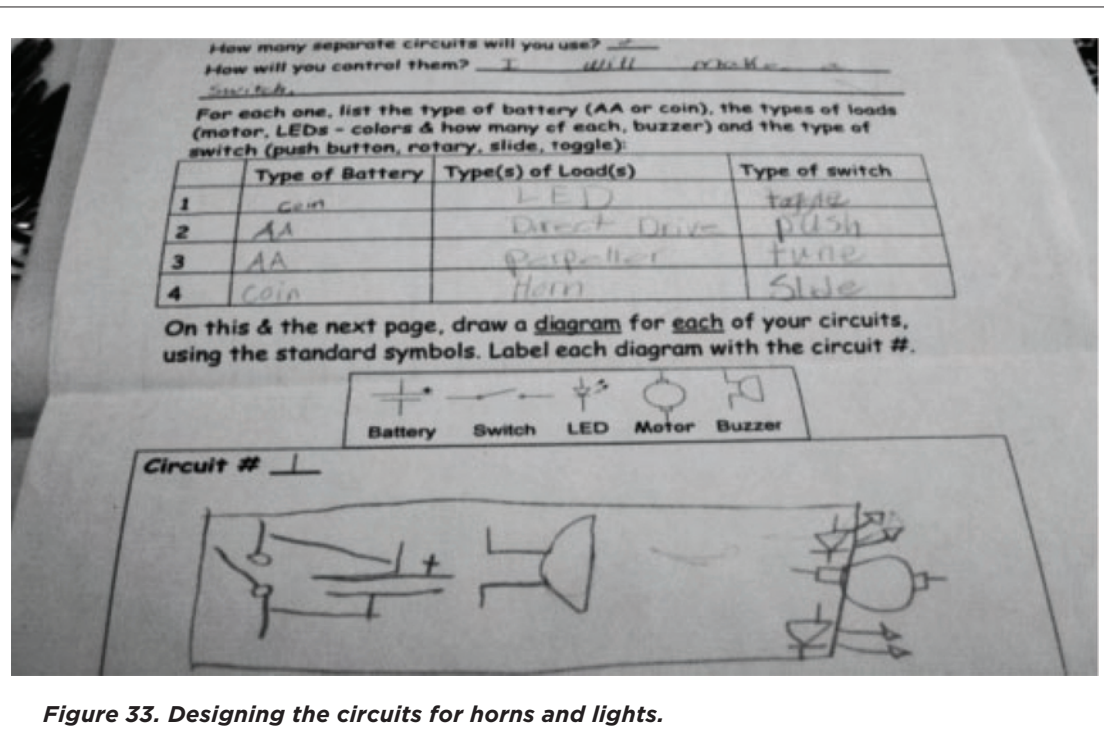 How many separate circuits will you use?
How will you control them? I will make a
Switch.
For each one, list the type of battery (AA or coin), the types of loads
(motor, LEDs - colors & how many of each, buzzer) and the type of
switch (push button, rotary, slide, toggle):
Type of Battery Type(s) of Load(s) Type of switch
1 coin LED
2 AA Direct Drive push
3 AA Perpeller tune
4 coin Horn Slide
On this & the next page, draw a diagram for each of your circuits,
using the standard symbols. Label each diagram with the circuit #.
Battery Switch LED Motor Buzzer
Circuit # 1
+
Figure 33. Designing the circuits for horns and lights.